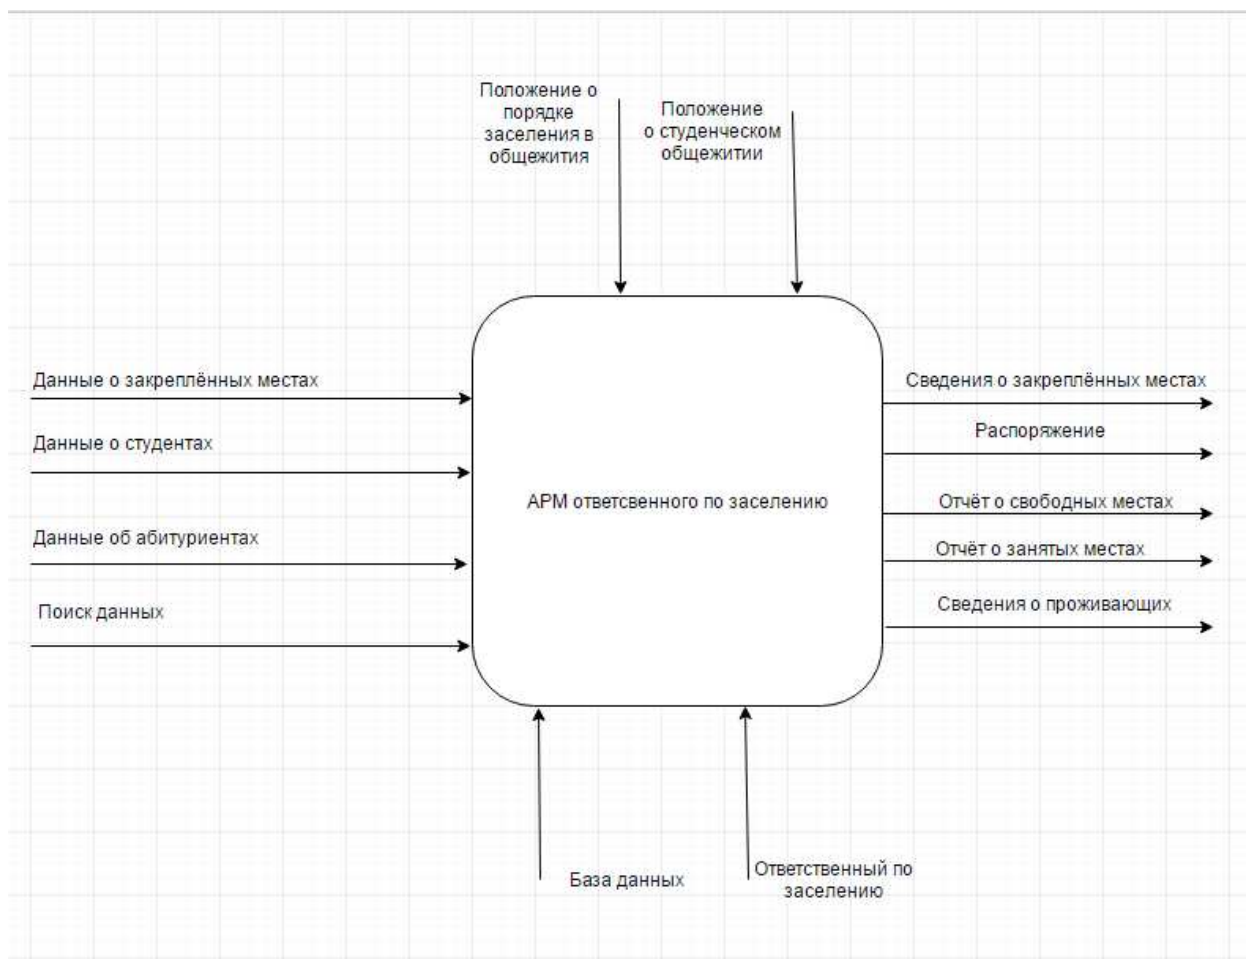 Положение о
порядке
заселения в
общежития
Положение
о студенческом
общежитии
Данные о закреплённых местах
Данные о студентах
Данные об абитуриентах
Поиск данных
АРМ ответсвенного по заселению
Сведения о закреплённых местах
Распоряжение
Отчёт о свободных местах
Отчёт о занятых местах
Сведения о проживающих
База данных
Ответственный по
заселению